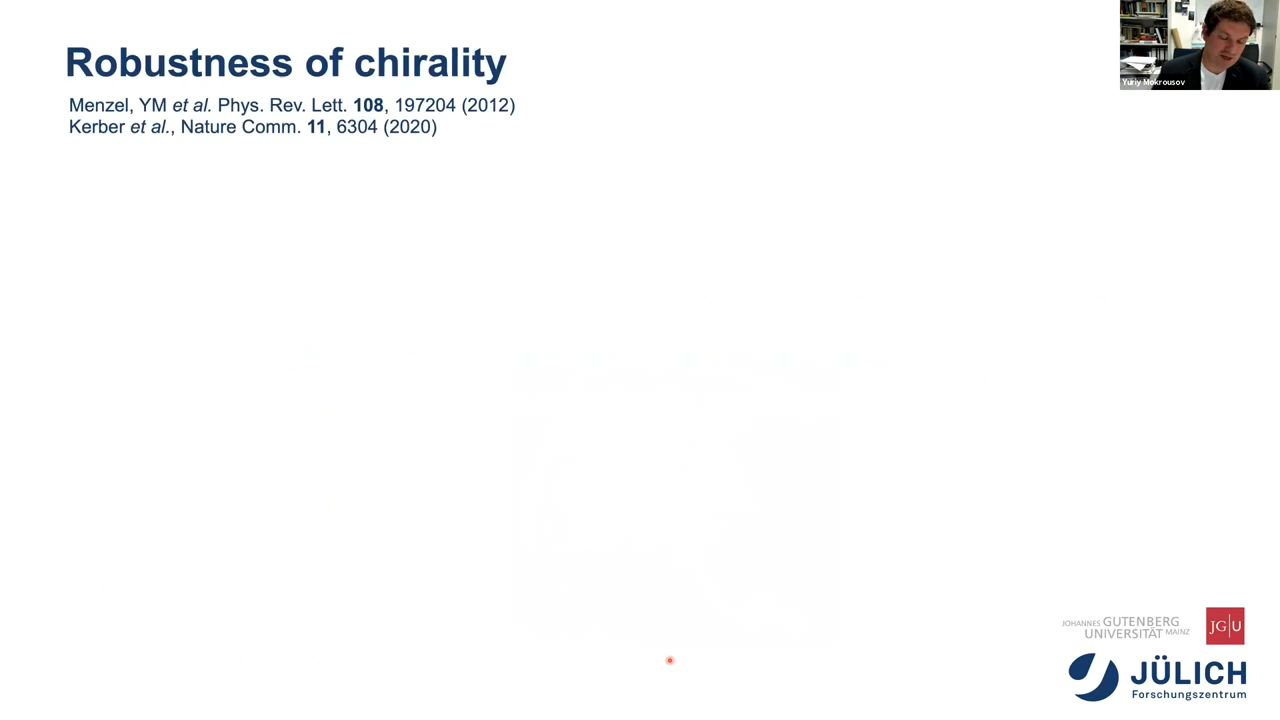 Robustness of chirality
Menzel, YM et al. Phys. Rev. Lett. 108, 197204 (2012)
Kerber et al., Nature Comm. 11, 6304 (2020)
Yuriy Mokrousov
JOHANNES GUTENBERG
UNIVERSITÄT MAINZ
JG|U
JÜLICH
Forschungszentrum